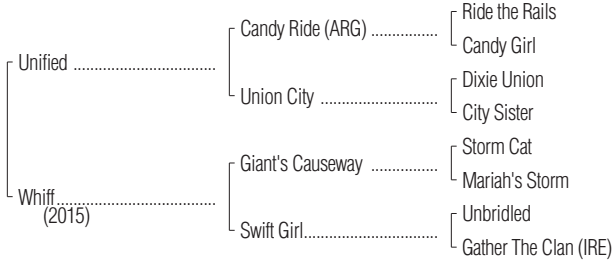 Ride the Rails
Candy Ride (ARG) ................
Candy Girl
Unified .................................
Dixie Union
Union City ............................
City Sister
Storm Cat
Giant's Causeway ................
Mariah's Storm
Whiff.....................................
(2015)
Unbridled
Swift Girl................................
Gather The Clan (IRE)